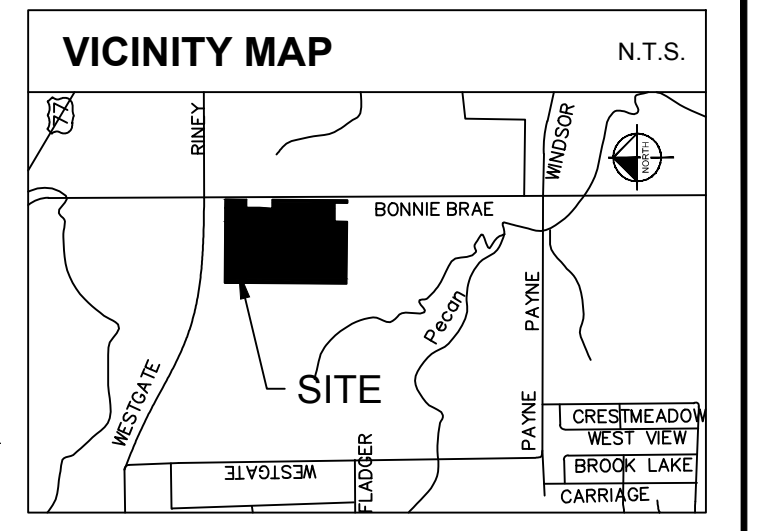 VICINITY MAP
N.T.S.
77
RINEY
WINDSOR
NORTH
BONNIE BRAE
Pecan
PAYNE
WESTGATE
SITE
PAYNE
CRESTMEADOW
WEST VIEW
WESTGATE
FLADGER
BROOK LAKE
CARRIAGE